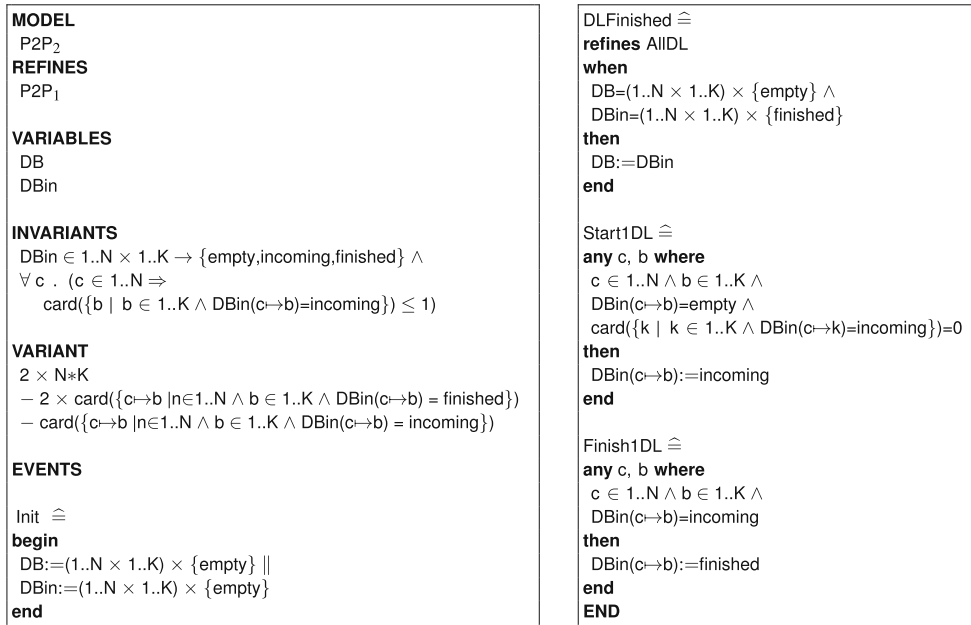 MODEL
P2P₂
REFINES
P2P₁
VARIABLES
DB
DBin
INVARIANTS
DBin ∈ 1..N × 1..K → {empty,incoming,finished} ∧
∀ c . (c ∈ 1..N ⇒
card({b | b ∈ 1..K ∧ DBin(c↦b)=incoming}) ≤ 1)
VARIANT
2 × N∗K
− 2 × card({c↦b |n∈1..N ∧ b ∈ 1..K ∧ DBin(c↦b) = finished})
− card({c↦b |n∈1..N ∧ b ∈ 1..K ∧ DBin(c↦b) = incoming})
EVENTS
Init ≙
begin
DB:=(1..N × 1..K) × {empty} ∥
DBin:=(1..N × 1..K) × {empty}
end
DLFinished ≙
refines AllDL
when
DB=(1..N × 1..K) × {empty} ∧
DBin=(1..N × 1..K) × {finished}
then
DB:=DBin
end
Start1DL ≙
any c, b where
c ∈ 1..N ∧ b ∈ 1..K ∧
DBin(c↦b)=empty ∧
card({k | k ∈ 1..K ∧ DBin(c↦k)=incoming})=0
then
DBin(c↦b):=incoming
end
Finish1DL ≙
any c, b where
c ∈ 1..N ∧ b ∈ 1..K ∧
DBin(c↦b)=incoming
then
DBin(c↦b):=finished
end
END